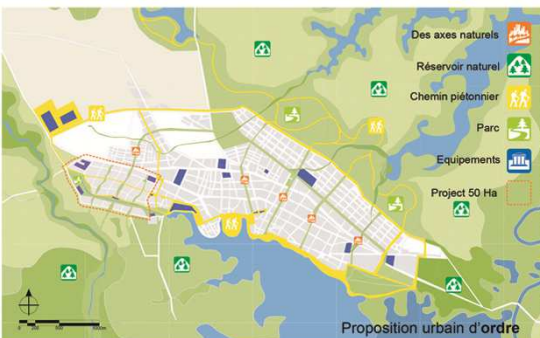 Des axes naturels
Réservoir naturel
Chemin piétonnier
Parc
Equipements
Project 50 Ha
Proposition urbain d'ordre